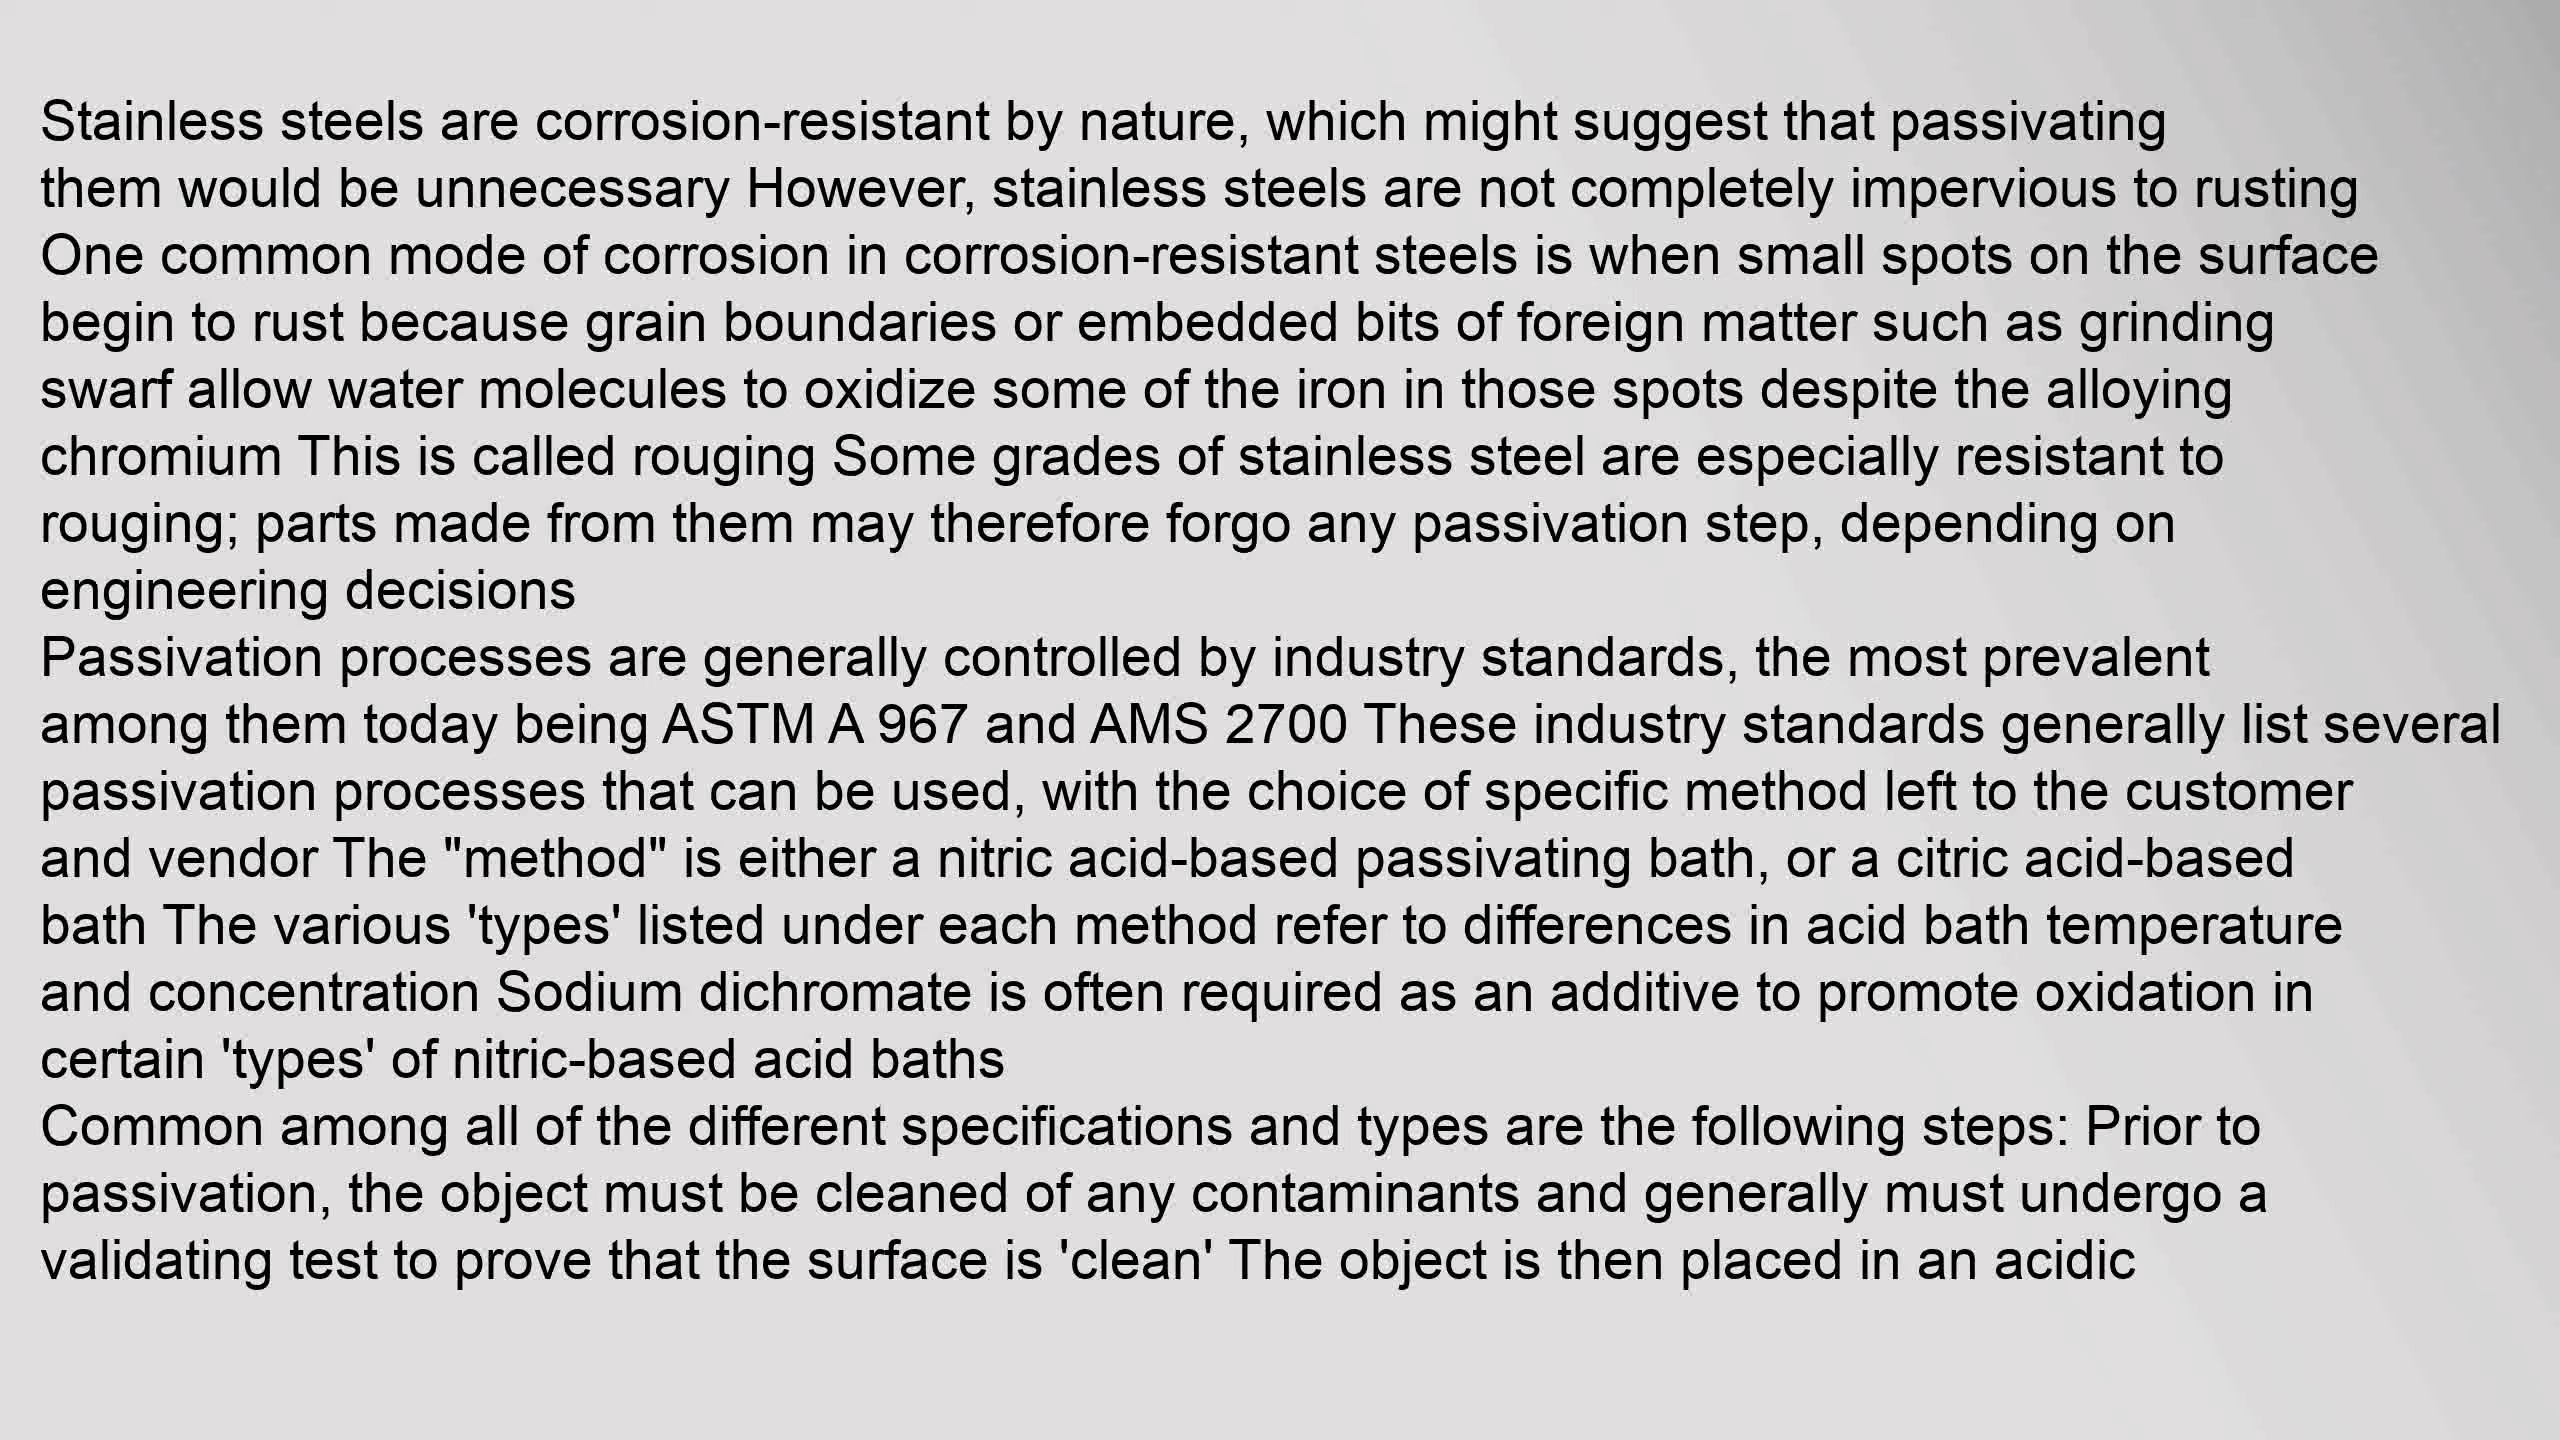 Stainless steels are corrosion-resistant by nature, which might suggest that passivating
them would be unnecessary However, stainless steels are not completely impervious to rusting
One common mode of corrosion in corrosion-resistant steels is when small spots on the surface
begin to rust because grain boundaries or embedded bits of foreign matter such as grinding
swarf allow water molecules to oxidize some of the iron in those spots despite the alloying
chromium This is called rouging Some grades of stainless steel are especially resistant to
rouging; parts made from them may therefore forgo any passivation step, depending on
engineering decisions
Passivation processes are generally controlled by industry standards, the most prevalent
among them today being ASTM A 967 and AMS 2700 These industry standards generally list several
passivation processes that can be used, with the choice of specific method left to the customer
and vendor The "method" is either a nitric acid-based passivating bath, or a citric acid-based
bath The various 'types' listed under each method refer to differences in acid bath temperature
and concentration Sodium dichromate is often required as an additive to promote oxidation in
certain 'types' of nitric-based acid baths
Common among all of the different specifications and types are the following steps: Prior to
passivation, the object must be cleaned of any contaminants and generally must undergo a
validating test to prove that the surface is 'clean' The object is then placed in an acidic